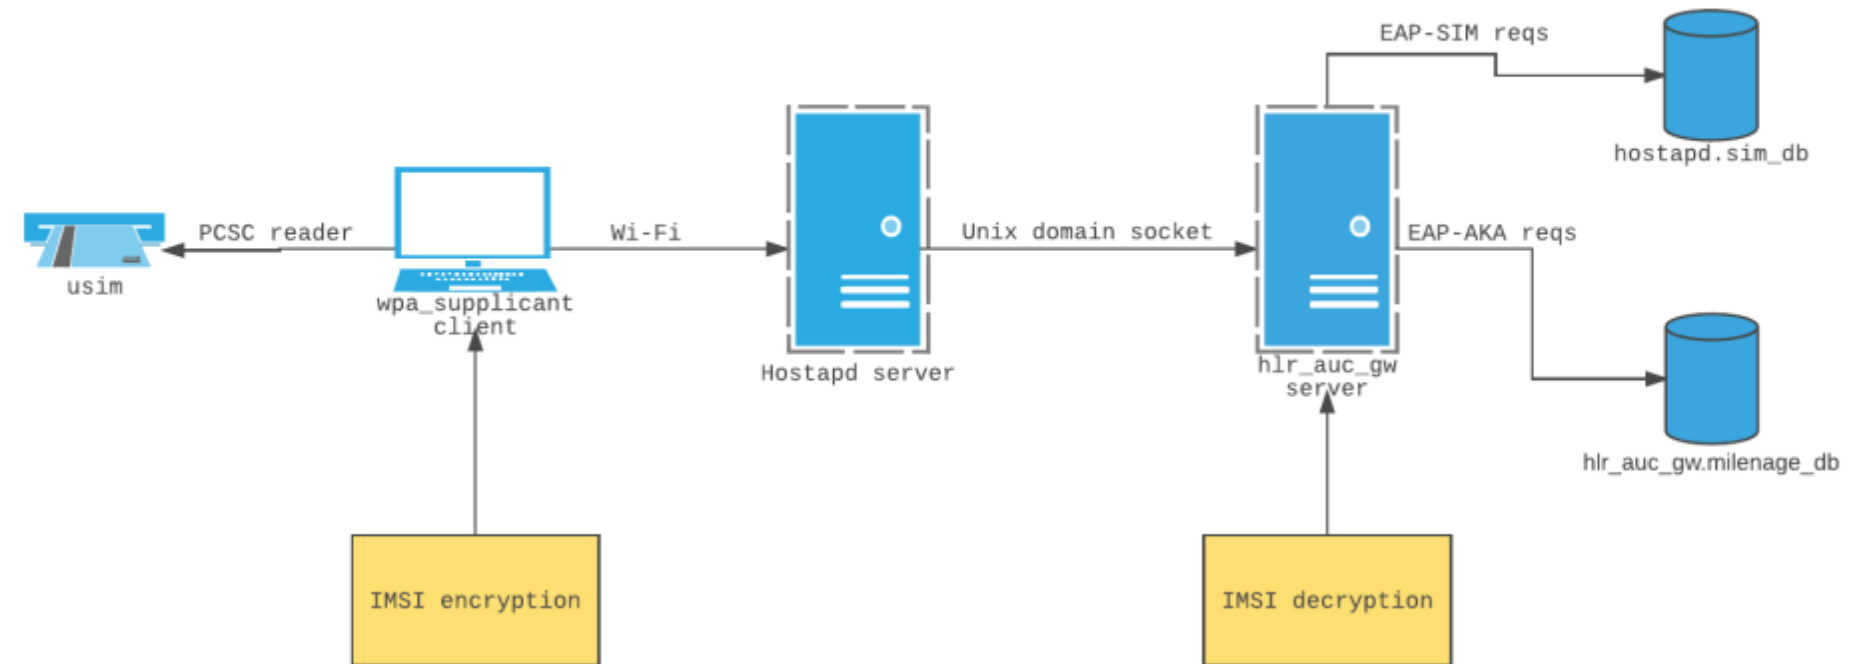 EAP-SIM reqs
hostapd.sim_db
PCSC reader
Wi-Fi
Unix domain socket
EAP-AKA reqs
usim
wpa_supplicant
client
Hostapd server
hlr_auc_gw
server
hlr_auc_gw.milenage_db
IMSI encryption
IMSI decryption